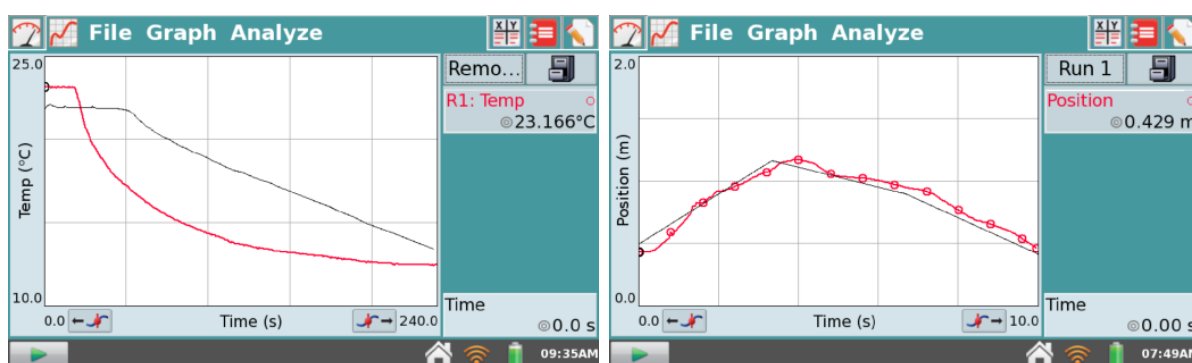 File Graph Analyze
X Y
25.0
Temp (°C)
10.0
0.0
Time (s)
240.0
Remo...
R1: Temp
23.166°C
Time
0.0 s
09:35AM
File Graph Analyze
X Y
2.0
Position (m)
0.0
0.0
Time (s)
10.0
Run 1
Position
0.429 m
Time
0.00 s
07:49AM